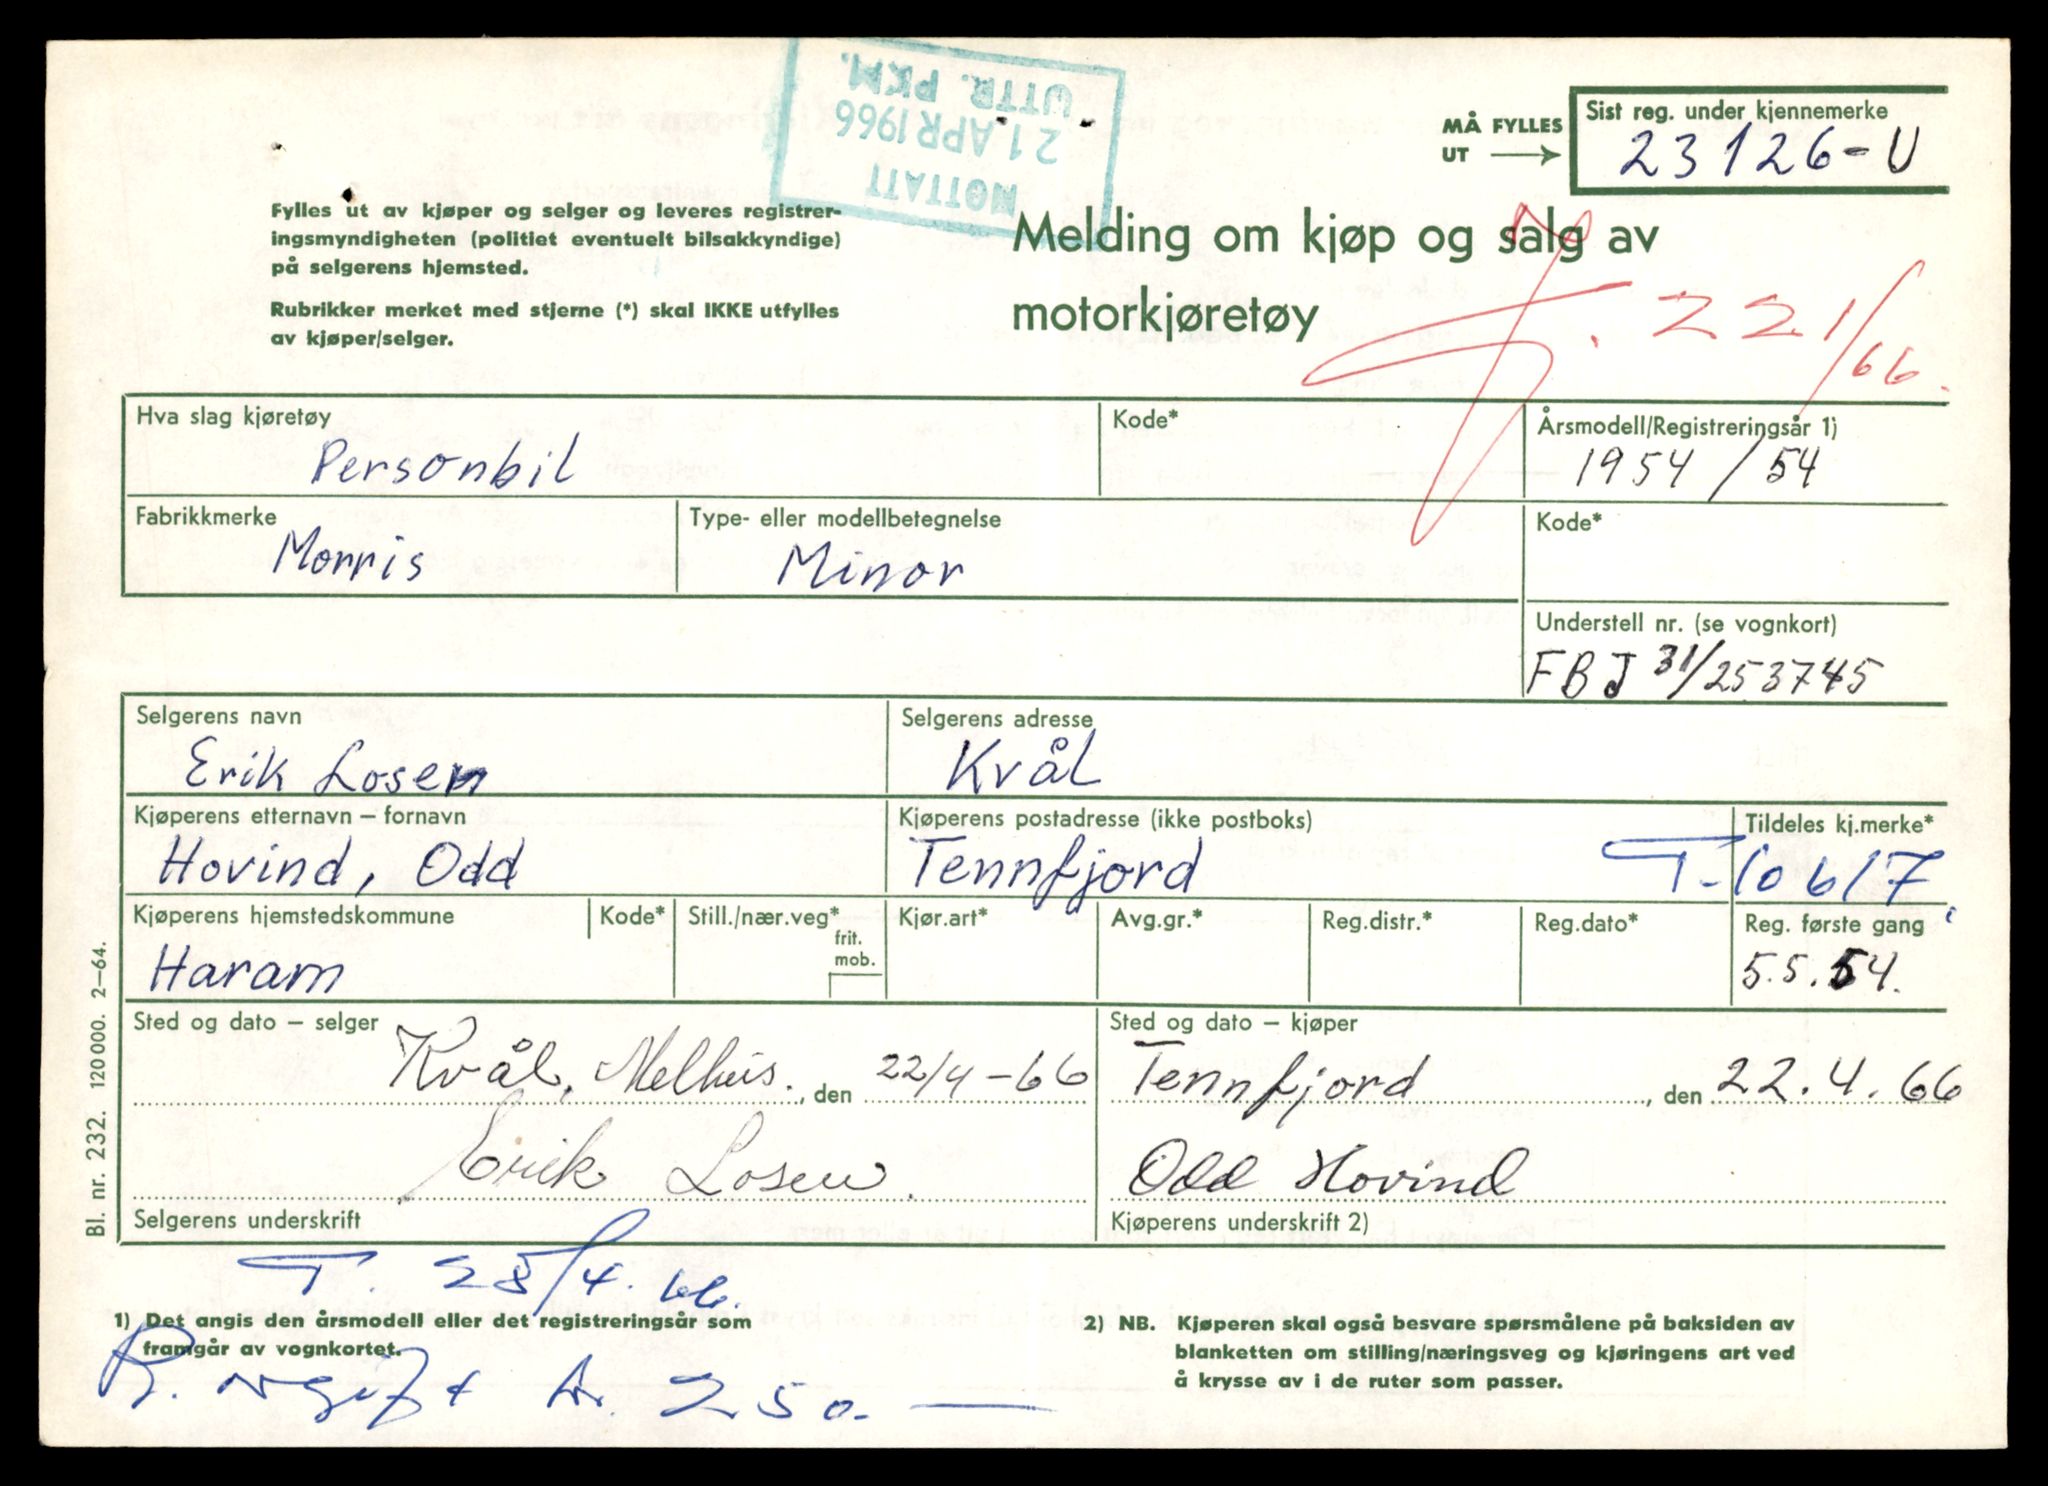 MOTTATT
21 APR 1966
UTTR. PKM.
MÅ FYLLES
UT
Sist reg. under kjennemerke
23126-U
Fylles ut av kjøper og selger og leveres registrer-
ingsmyndigheten (politiet eventuelt bilsakkyndige)
på selgerens hjemsted.
Rubrikker merket med stjerne (*) skal IKKE utfylles
av kjøper/selger.
Melding om kjøp og salg av
motorkjøretøy
J. 221/66.
Hva slag kjøretøy
Personbil
Kode*
Årsmodell/Registreringsår 1)
1954 / 54
Fabrikkmerke
Morris
Type- eller modellbetegnelse
Minor
Kode*
Understell nr. (se vognkort)
FBJ 31/253745
Selgerens navn
Erik Losen
Selgerens adresse
Kvål
Kjøperens etternavn – fornavn
Hovind, Odd
Kjøperens postadresse (ikke postboks)
Tennfjord
Tildeles kj.merke*
T-10617.
Kjøperens hjemstedskommune
Haram
Kode*
Still./nær.veg*
frit.
mob.
Kjør.art*
Avg.gr.*
Reg.distr.*
Reg.dato*
Reg. første gang
5.5.54.
Sted og dato – selger
Kvål, Melhus. , den 22/4-66
Erik Losen.
Selgerens underskrift
Sted og dato – kjøper
Tennfjord , den 22.4.66
Odd Hovind
Kjøperens underskrift 2)
Bl. nr. 232. 120 000. 2–64.
T. 28/4. 66.
1) Det angis den årsmodell eller det registreringsår som
framgår av vognkortet.
avgift kr. 250.—
2) NB. Kjøperen skal også besvare spørsmålene på baksiden av
blanketten om stilling/næringsveg og kjøringens art ved
å krysse av i de ruter som passer.